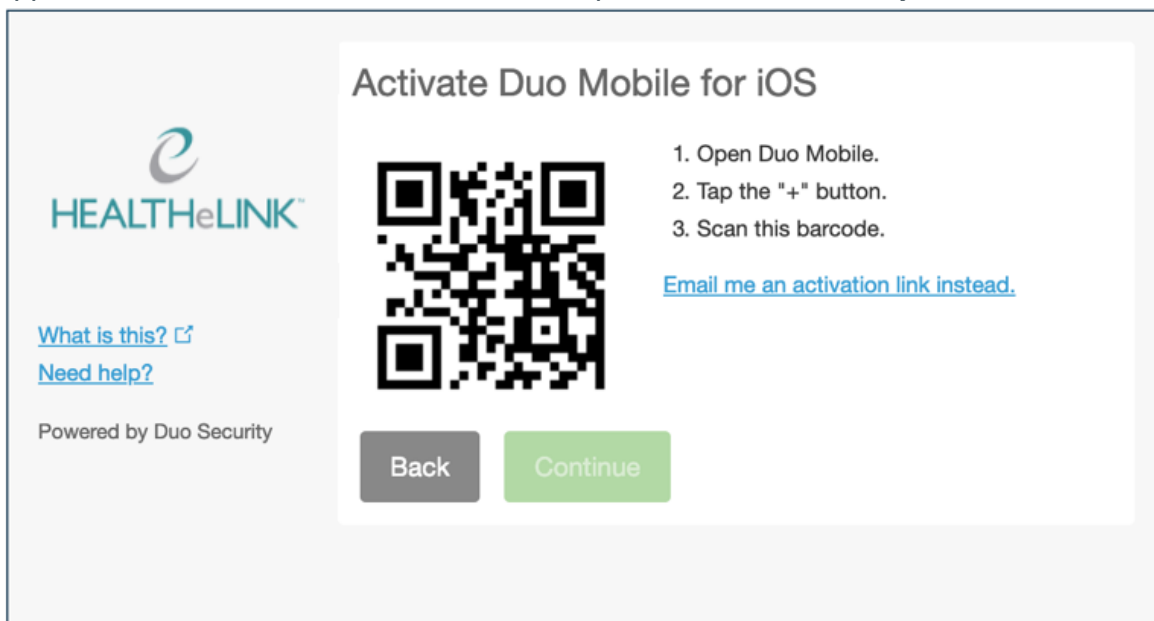 Activate Duo Mobile for iOS
HEALTHeLINK™
1. Open Duo Mobile.
2. Tap the "+" button.
3. Scan this barcode.
Email me an activation link instead.
What is this?
Need help?
Powered by Duo Security
Back
Continue